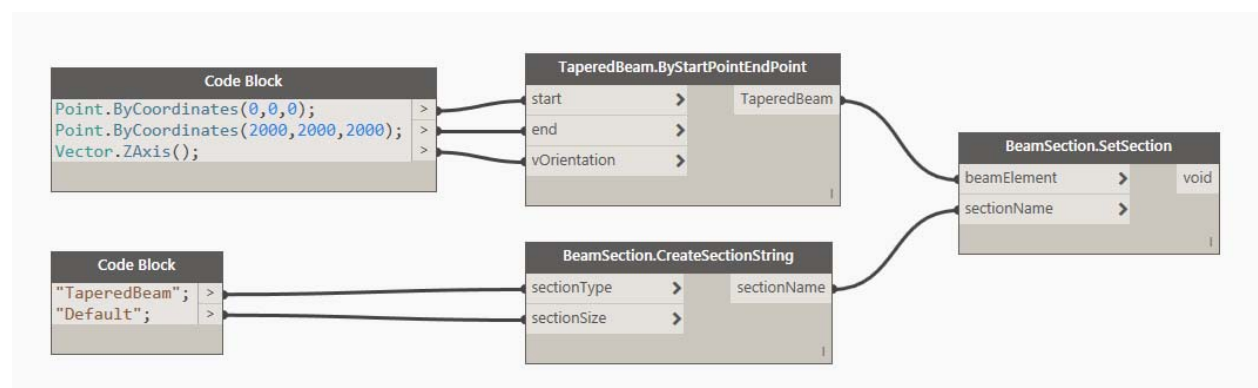 Code Block
Point.ByCoordinates(0,0,0); >
Point.ByCoordinates(2000,2000,2000); >
Vector.ZAxis(); >
TaperedBeam.ByStartPointEndPoint
start > TaperedBeam
end >
vOrientation >
l
BeamSection.SetSection
beamElement > void
sectionName >
l
Code Block
"TaperedBeam"; >
"Default"; >
BeamSection.CreateSectionString
sectionType > sectionName
sectionSize >
l